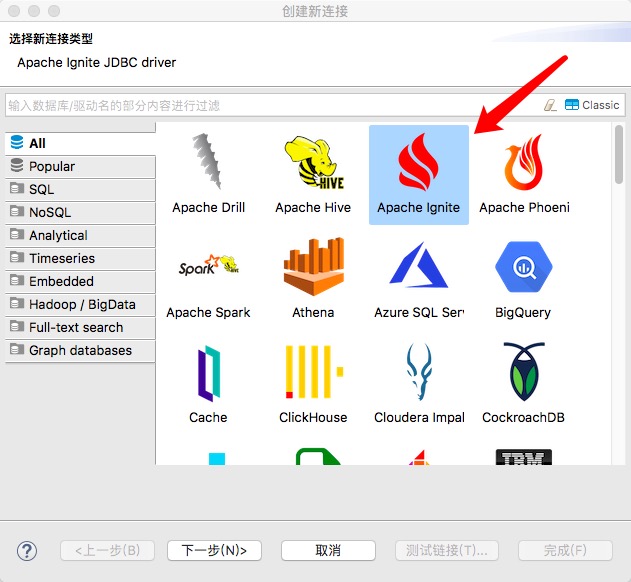 创建新连接
选择新连接类型
Apache Ignite JDBC driver
输入数据库/驱动名的部分内容进行过滤
Classic
All
Popular
SQL
NoSQL
Analytical
Timeseries
Embedded
Hadoop / BigData
Full-text search
Graph databases
HIVE
Apache Drill
Apache Hive
Apache Ignite
Apache Phoeni
Spark
HIVE
Apache Spark
Athena
Azure SQL Serv
BigQuery
Cache
ClickHouse
Cloudera Impal
CockroachDB
IBM
?
<上一步(B)
下一步(N)>
取消
测试链接(T)...
完成(F)